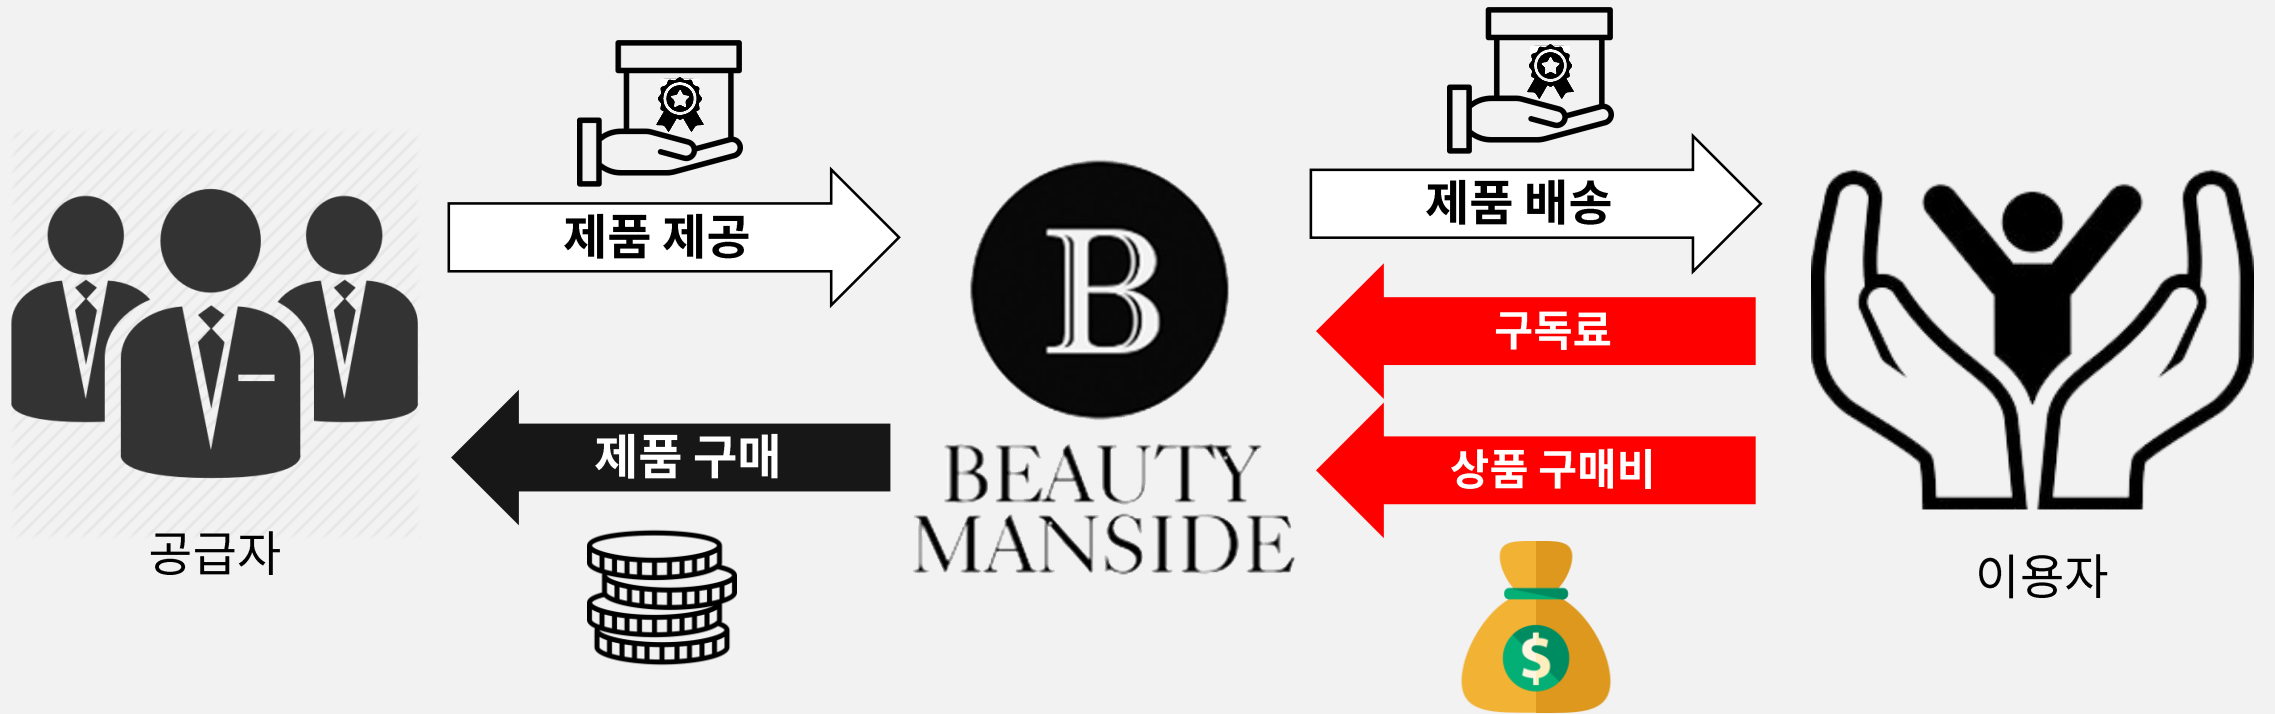 제품 제공
제품 구매
공급자
B
BEAUTY
MANSIDE
제품 배송
구독료
상품 구매비
$
이용자